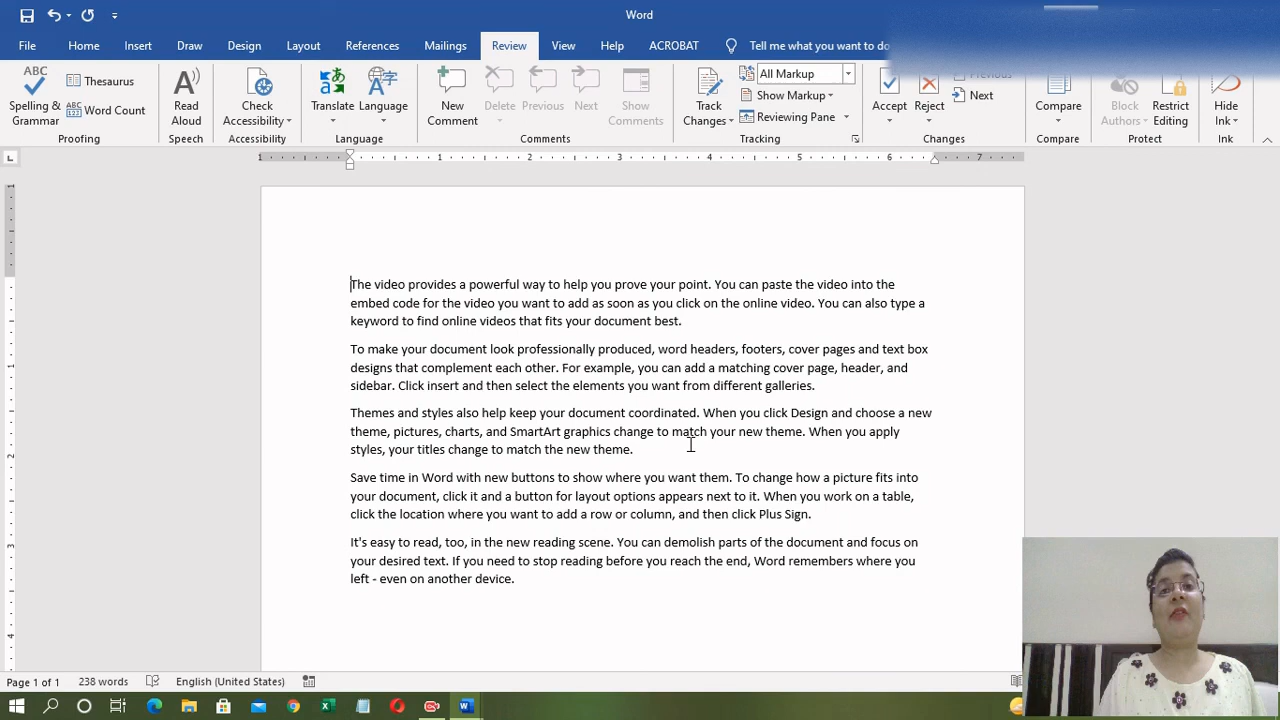 Word
File Home Insert Draw Design Layout References Mailings Review View Help ACROBAT Tell me what you want to do
ABC Spelling & Grammar
Thesaurus
ABC 123 Word Count
Proofing
Read Aloud
Speech
Check Accessibility
Accessibility
Translate
Language
Language
New Comment
Delete
Previous
Next
Show Comments
Comments
Track Changes
All Markup
Show Markup
Reviewing Pane
Tracking
Accept
Reject
Previous
Next
Changes
Compare
Compare
Block Authors
Restrict Editing
Protect
Hide Ink
Ink
1 1 2 3 4 5 6 7
The video provides a powerful way to help you prove your point. You can paste the video into the
embed code for the video you want to add as soon as you click on the online video. You can also type a
keyword to find online videos that fits your document best.
To make your document look professionally produced, word headers, footers, cover pages and text box
designs that complement each other. For example, you can add a matching cover page, header, and
sidebar. Click insert and then select the elements you want from different galleries.
Themes and styles also help keep your document coordinated. When you click Design and choose a new
theme, pictures, charts, and SmartArt graphics change to match your new theme. When you apply
styles, your titles change to match the new theme.
Save time in Word with new buttons to show where you want them. To change how a picture fits into
your document, click it and a button for layout options appears next to it. When you work on a table,
click the location where you want to add a row or column, and then click Plus Sign.
It's easy to read, too, in the new reading scene. You can demolish parts of the document and focus on
your desired text. If you need to stop reading before you reach the end, Word remembers where you
left - even on another device.
Page 1 of 1 238 words English (United States)